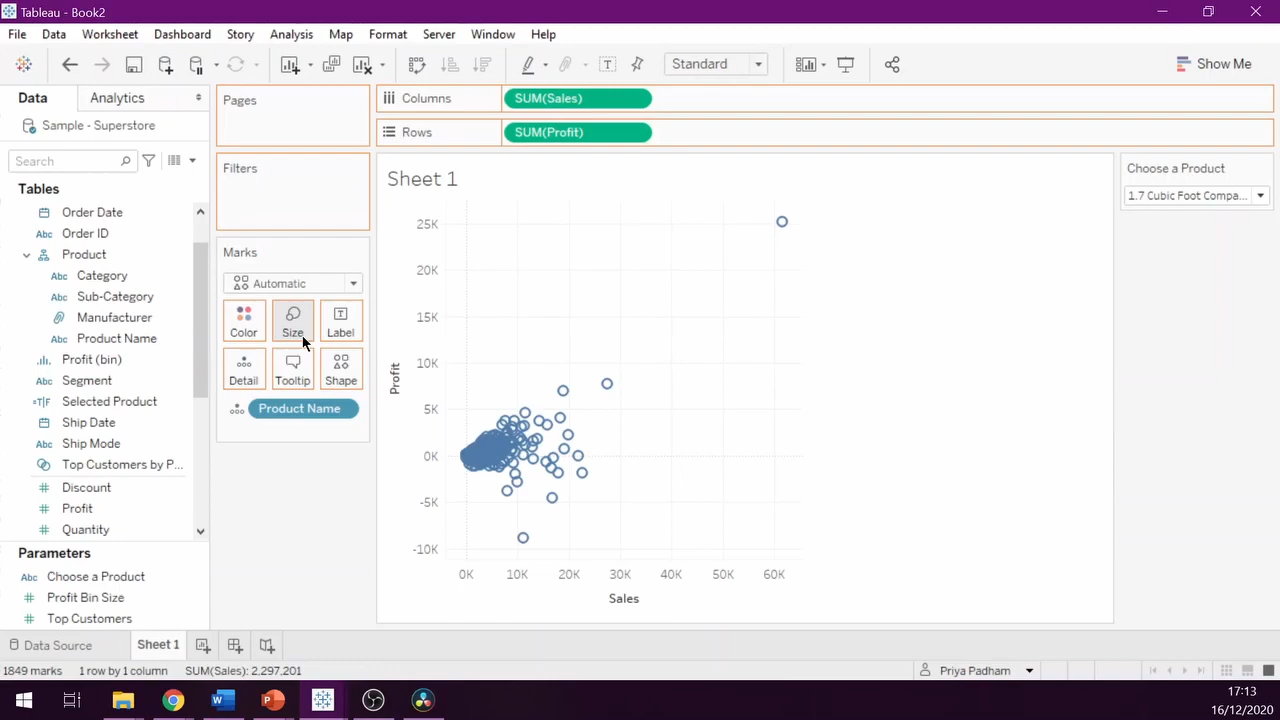 Tableau - Book2
File Data Worksheet Dashboard Story Analysis Map Format Server Window Help
Standard
Show Me
Data Analytics
Sample - Superstore
Search
Tables
Order Date
Order ID
Product
Abc Category
Abc Sub-Category
Manufacturer
Abc Product Name
Profit (bin)
Abc Segment
=T|F Selected Product
Ship Date
Abc Ship Mode
Top Customers by P...
Discount
Profit
Quantity
Parameters
Abc Choose a Product
Profit Bin Size
Top Customers
Pages
Filters
Marks
Automatic
Color Size Label
Detail Tooltip Shape
Product Name
Columns SUM(Sales)
Rows SUM(Profit)
Sheet 1
25K
20K
15K
10K
5K
0K
-5K
-10K
Profit
0K 10K 20K 30K 40K 50K 60K
Sales
Choose a Product
1.7 Cubic Foot Compa...
Data Source Sheet 1
1849 marks 1 row by 1 column SUM(Sales): 2,297,201
Priya Padham
17:13
16/12/2020